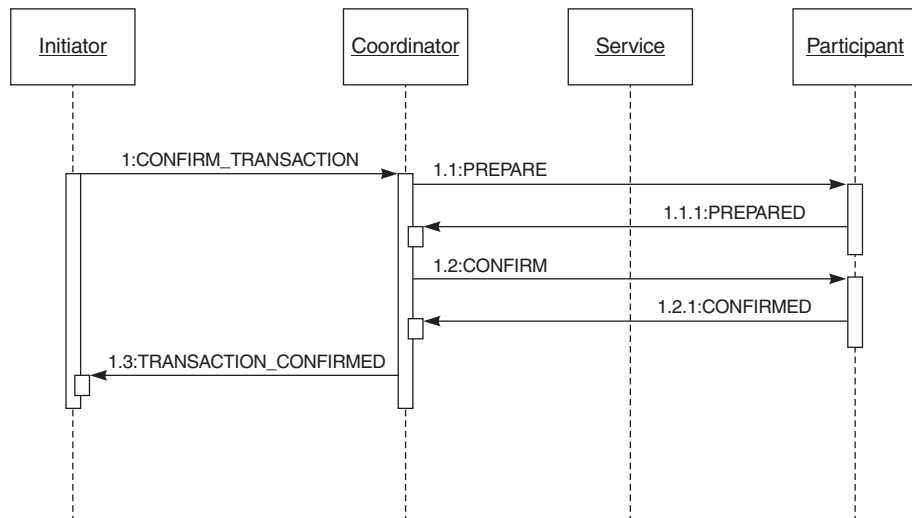 Initiator
Coordinator
Service
Participant
1:CONFIRM_TRANSACTION
1.1:PREPARE
1.1.1:PREPARED
1.2:CONFIRM
1.2.1:CONFIRMED
1.3:TRANSACTION_CONFIRMED